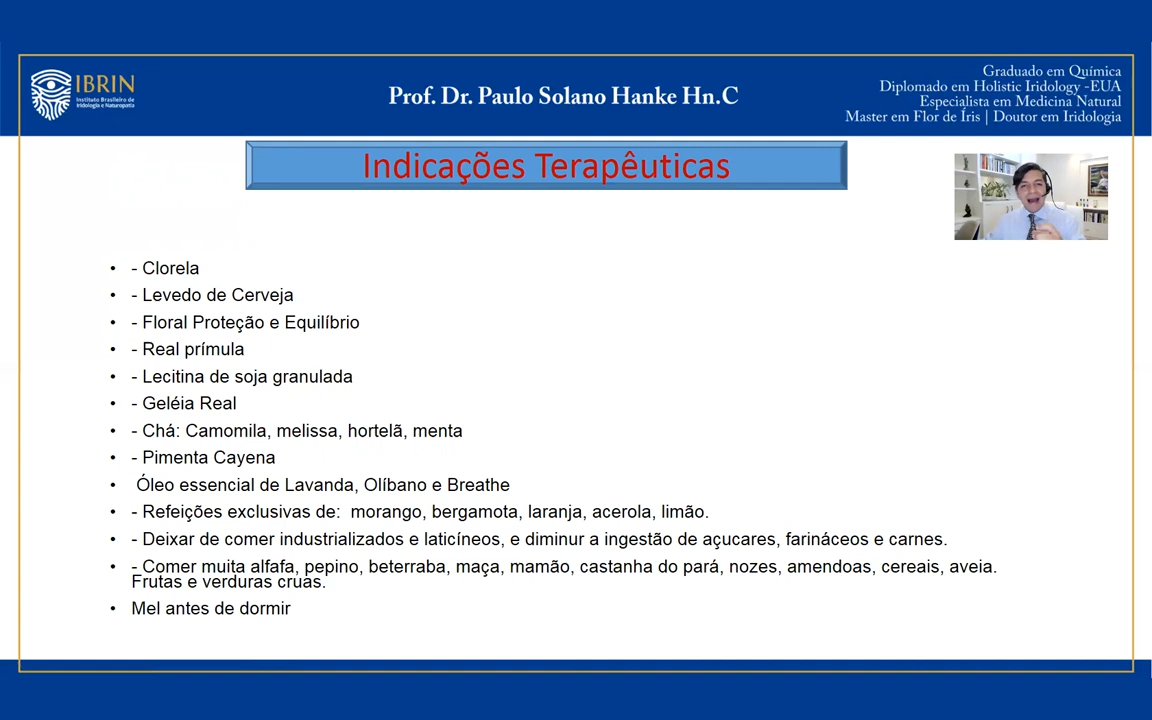 IBRIN
Instituto Brasileiro de
Iridologia e Naturopatia
Prof. Dr. Paulo Solano Hanke Hn.C
Graduado em Química
Diplomado em Holistic Iridology -EUA
Especialista em Medicina Natural
Master em Flor de Íris | Doutor em Iridologia
Indicações Terapêuticas
• - Clorela
• - Levedo de Cerveja
• - Floral Proteção e Equilíbrio
• - Real prímula
• - Lecitina de soja granulada
• - Geléia Real
• - Chá: Camomila, melissa, hortelã, menta
• - Pimenta Cayena
• Óleo essencial de Lavanda, Olíbano e Breathe
• - Refeições exclusivas de: morango, bergamota, laranja, acerola, limão.
• - Deixar de comer industrializados e laticíneos, e diminur a ingestão de açucares, farináceos e carnes.
• - Comer muita alfafa, pepino, beterraba, maça, mamão, castanha do pará, nozes, amendoas, cereais, aveia.
Frutas e verduras cruas.
• Mel antes de dormir